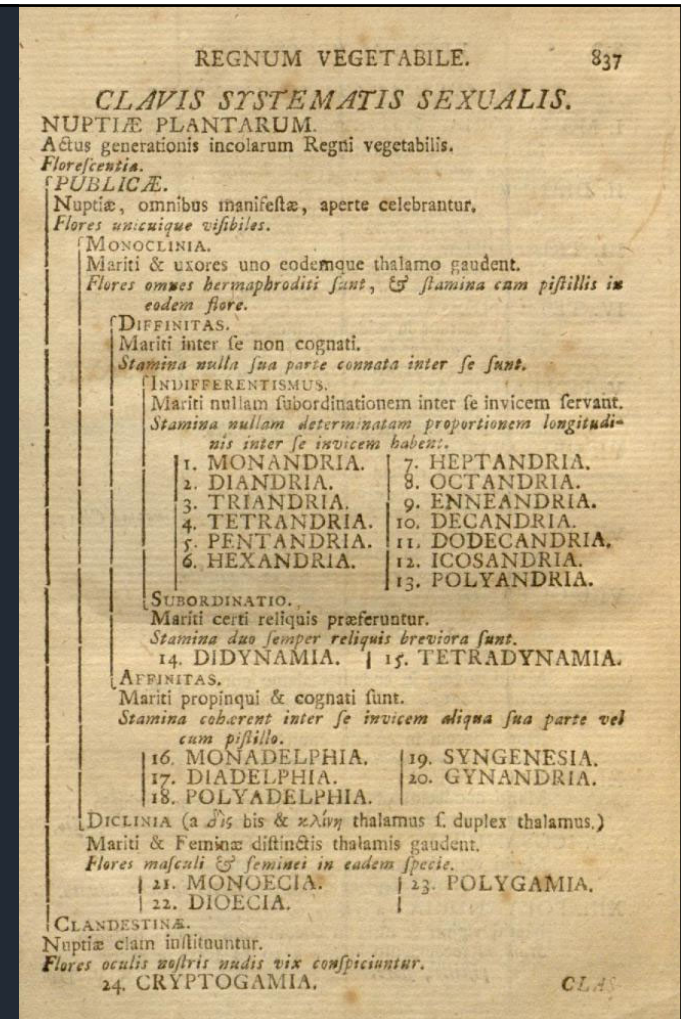 REGNUM VEGETABILE. 837
CLAVIS SYSTEMATIS SEXUALIS.
NUPTIÆ PLANTARUM.
Actus generationis incolarum Regni vegetabilis.
Floreſcentia.
PUBLICÆ.
Nuptiæ, omnibus manifeſtæ, aperte celebrantur.
Flores unicuique viſibiles.
MONOCLINIA.
Mariti & uxores uno eodemque thalamo gaudent.
Flores omnes hermaphroditi ſunt, & ſtamina cum piſtillis in
eodem flore.
DIFFINITAS.
Mariti inter ſe non cognati.
Stamina nulla ſua parte connata inter ſe ſunt.
INDIFFERENTISMUS.
Mariti nullam ſubordinationem inter ſe invicem ſervant.
Stamina nullam determinatam proportionem longitudi-
nis inter ſe invicem habent.
1. MONANDRIA. 7. HEPTANDRIA.
2. DIANDRIA. 8. OCTANDRIA.
3. TRIANDRIA. 9. ENNEANDRIA.
4. TETRANDRIA. 10. DECANDRIA.
5. PENTANDRIA. 11. DODECANDRIA.
6. HEXANDRIA. 12. ICOSANDRIA.
13. POLYANDRIA.
SUBORDINATIO.
Mariti certi reliquis præferuntur.
Stamina duo ſemper reliquis breviora ſunt.
14. DIDYNAMIA. 15. TETRADYNAMIA.
AFFINITAS.
Mariti propinqui & cognati ſunt.
Stamina cohærent inter ſe invicem aliqua ſua parte vel
cum piſtillo.
16. MONADELPHIA. 19. SYNGENESIA.
17. DIADELPHIA. 20. GYNANDRIA.
18. POLYADELPHIA.
DICLINIA (a δὶς bis & κλίνη thalamus ſ. duplex thalamus.)
Mariti & Feminæ diſtinctis thalamis gaudent.
Flores maſculi & feminei in eadem ſpecie.
21. MONOECIA. 23. POLYGAMIA.
22. DIOECIA.
CLANDESTINÆ.
Nuptiæ clam inſtituuntur.
Flores oculis noſtris nudis vix conſpiciuntur.
24. CRYPTOGAMIA. CLAS-